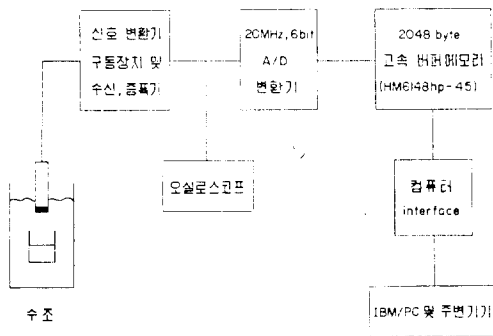 신호 변환기
구동장치 및
수신, 증폭기
20MHz, 6bit
A/D
변환기
2048 byte
고속 버퍼메모리
(HM6148hp-45)
오실로스코프
컴퓨터
interface
수조
IBM/PC 및 주변기기